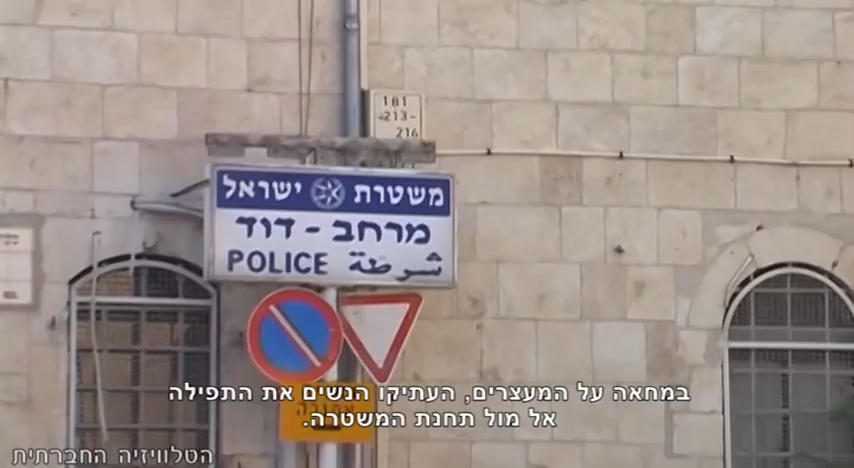 181
-213-
216
משטרת ישראל
מרחב - דוד
POLICE شرطة
במחאה על המעצרים, העתיקו הנשים את התפילה
אל מול תחנת המשטרה.
הטלוויזיה החברתית